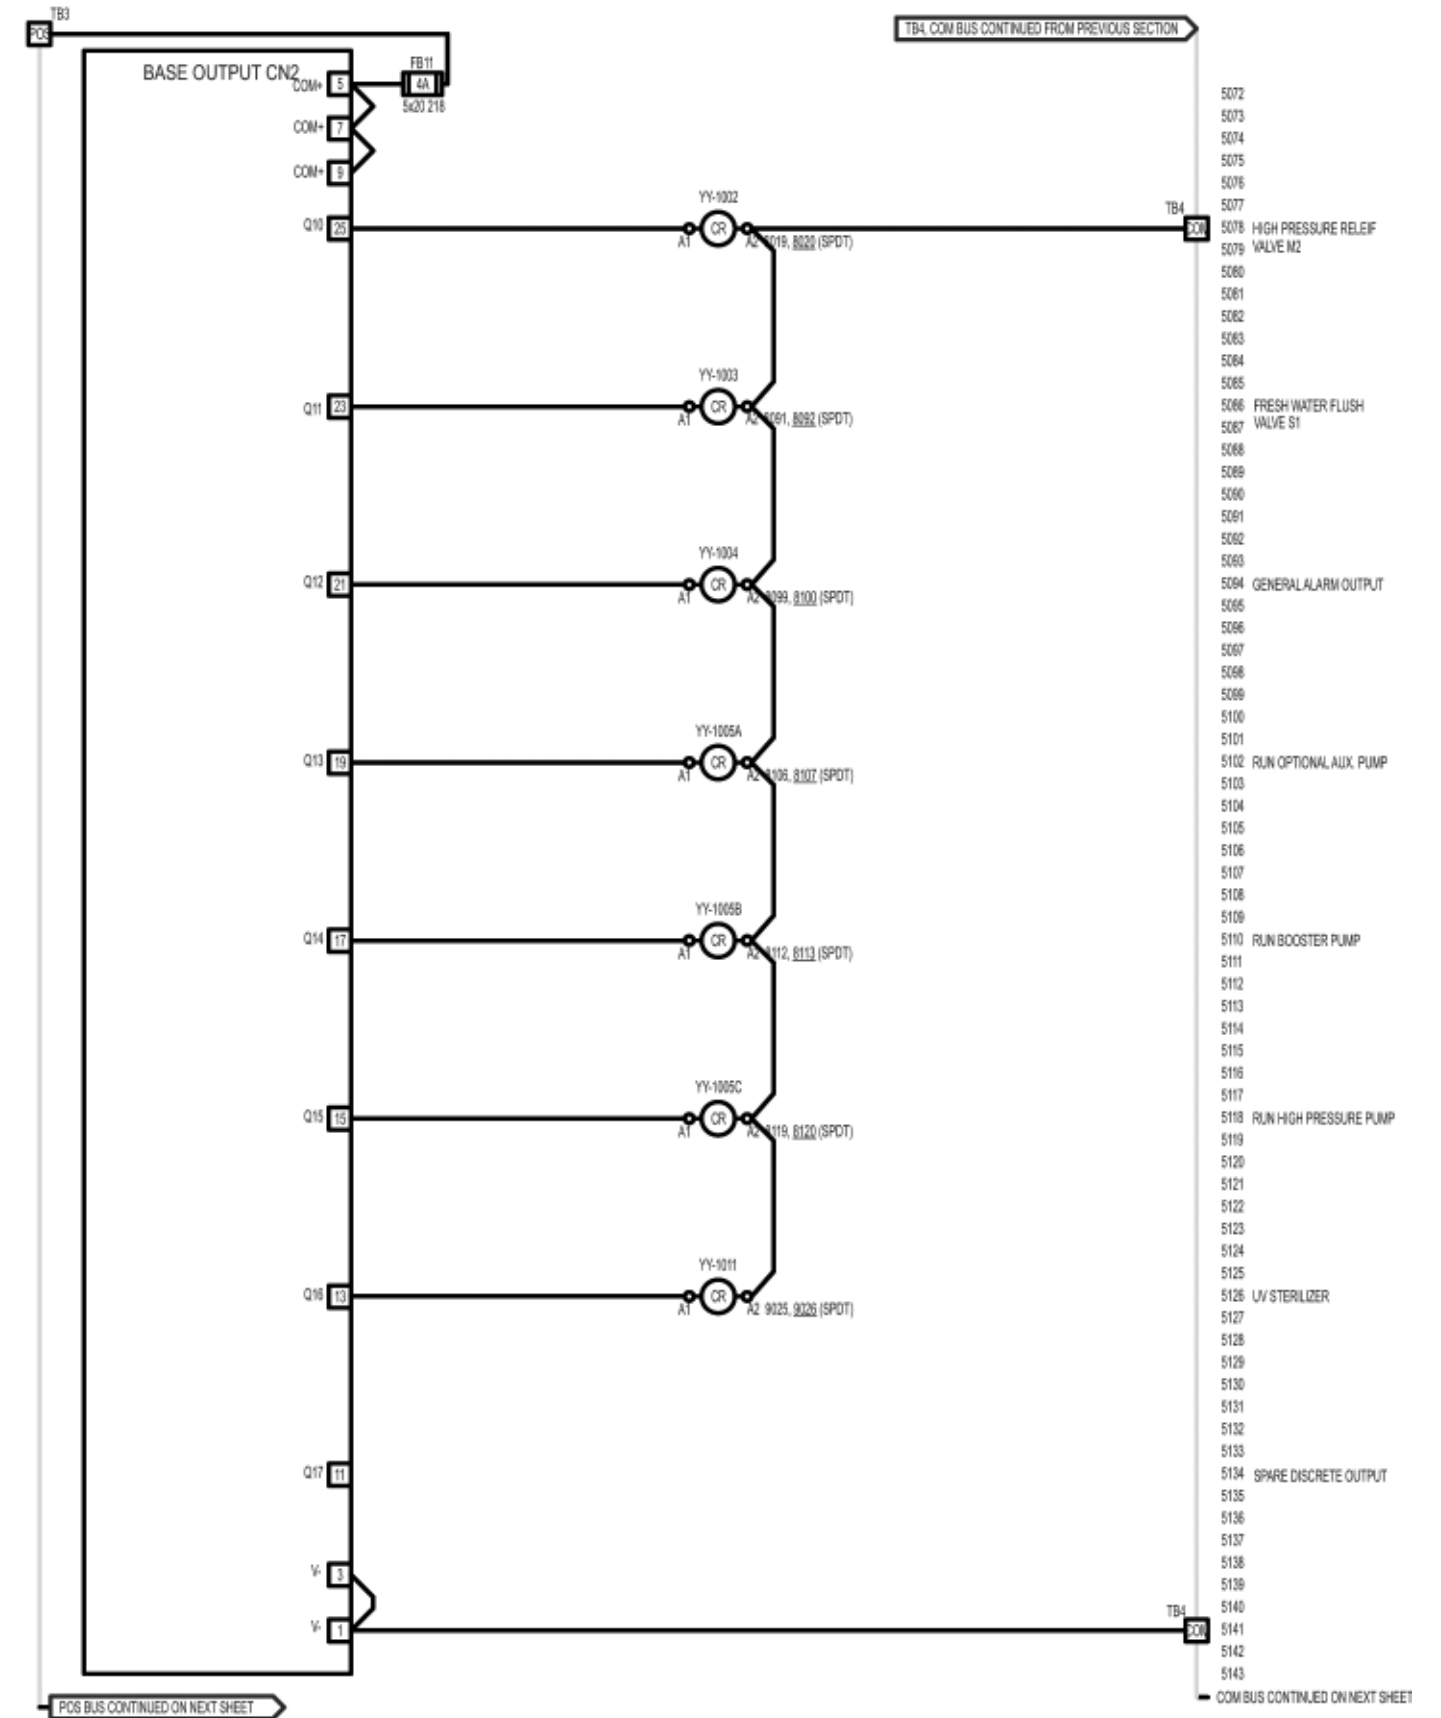 TB3
POS
TB4, COM BUS CONTINUED FROM PREVIOUS SECTION
BASE OUTPUT CN2
FB11
COM+ 5 4A
5x20 218
5072
5073
COM+ 7
5074
5075
COM+ 9
5076
YY-1002
5077
TB4
Q10 25 CR COM 5078 HIGH PRESSURE RELEIF
A1 A2 8020 (SPDT)
5079 VALVE M2
5080
5081
5082
5083
5084
YY-1003
5085
Q11 23 CR 5086 FRESH WATER FLUSH
A1 A2 8091, 8092 (SPDT)
5087 VALVE S1
5088
5089
5090
5091
5092
YY-1004
5093
Q12 21 CR 5094 GENERAL ALARM OUTPUT
A1 A2 8099, 8100 (SPDT)
5095
5096
5097
5098
5099
5100
YY-1005A
5101
Q13 19 CR 5102 RUN OPTIONAL AUX. PUMP
A1 A2 8106, 8107 (SPDT)
5103
5104
5105
5106
5107
5108
YY-1005B
5109
Q14 17 CR 5110 RUN BOOSTER PUMP
A1 A2 8112, 8113 (SPDT)
5111
5112
5113
5114
5115
5116
YY-1005C
5117
Q15 15 CR 5118 RUN HIGH PRESSURE PUMP
A1 A2 8119, 8120 (SPDT)
5119
5120
5121
5122
5123
5124
YY-1011
5125
Q16 13 CR 5126 UV STERILIZER
A1 A2 9025, 9026 (SPDT)
5127
5128
5129
5130
5131
5132
5133
Q17 11 5134 SPARE DISCRETE OUTPUT
5135
5136
5137
5138
V- 3
5139
5140
TB4
V- 1 COM 5141
5142
5143
COM BUS CONTINUED ON NEXT SHEET
POS BUS CONTINUED ON NEXT SHEET